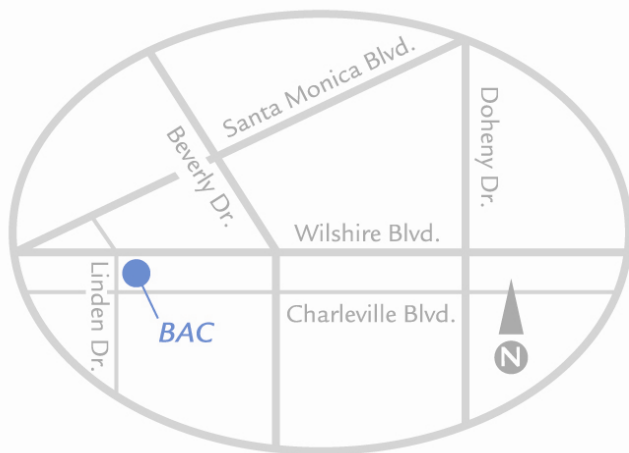 Santa Monica Blvd.
Beverly Dr.
Doheny Dr.
Wilshire Blvd.
Linden Dr.
BAC
Charleville Blvd.
N